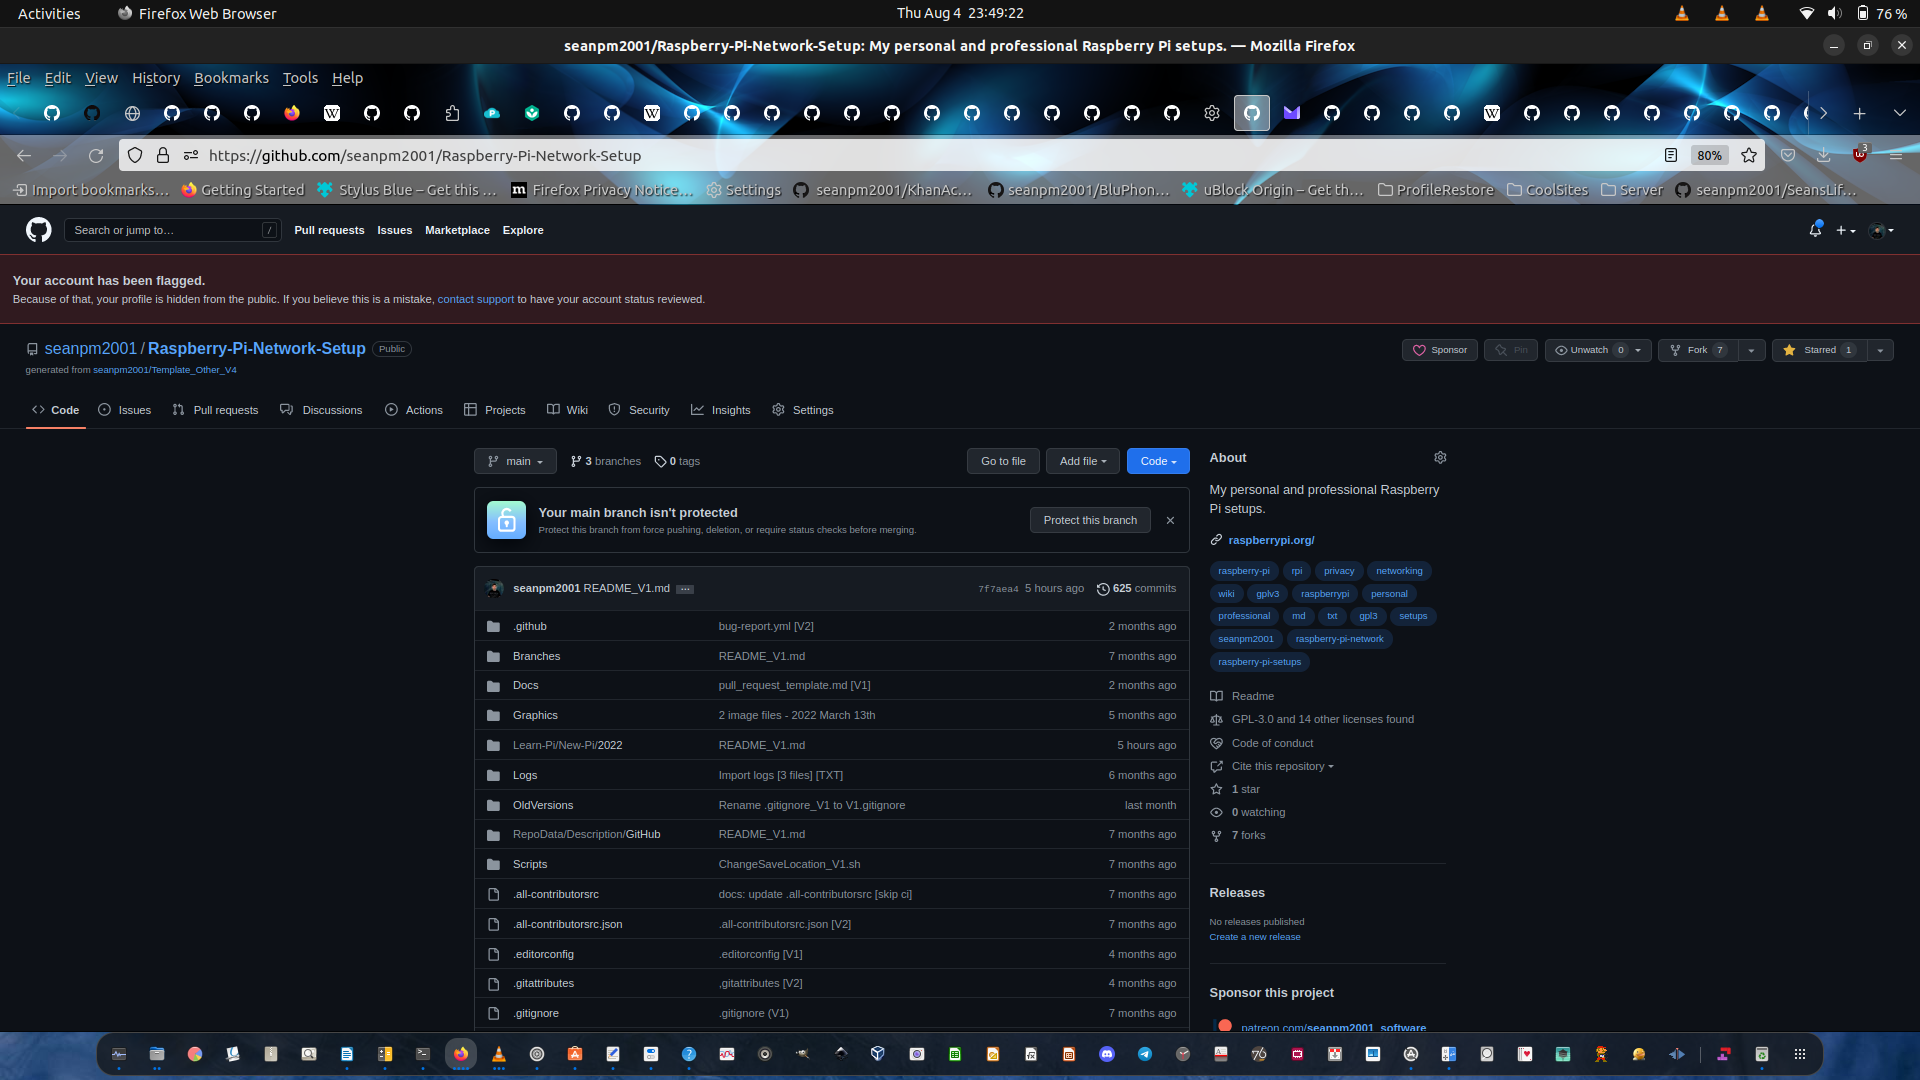 Activities
Firefox Web Browser
Thu Aug 4  23:49:22
76 %
seanpm2001/Raspberry-Pi-Network-Setup: My personal and professional Raspberry Pi setups. — Mozilla Firefox
File Edit View History Bookmarks Tools Help
https://github.com/seanpm2001/Raspberry-Pi-Network-Setup
80%
3
Import bookmarks…
Getting Started
Stylus Blue – Get this …
Firefox Privacy Notice…
Settings
seanpm2001/KhanAc…
seanpm2001/BluPhon…
uBlock Origin – Get th…
ProfileRestore
CoolSites
Server
seanpm2001/SeansLif…
Search or jump to…
/
Pull requests Issues Marketplace Explore
Your account has been flagged.
Because of that, your profile is hidden from the public. If you believe this is a mistake, contact support to have your account status reviewed.
seanpm2001 / Raspberry-Pi-Network-Setup Public
generated from seanpm2001/Template_Other_V4
Sponsor
Pin
Unwatch 0
Fork 7
Starred 1
Code Issues Pull requests Discussions Actions Projects Wiki Security Insights Settings
main
3 branches
0 tags
Go to file
Add file
Code
Your main branch isn't protected
Protect this branch from force pushing, deletion, or require status checks before merging.
Protect this branch
seanpm2001 README_V1.md
…
7f7aea4 5 hours ago
625 commits
.github bug-report.yml [V2] 2 months ago
Branches README_V1.md 7 months ago
Docs pull_request_template.md [V1] 2 months ago
Graphics 2 image files - 2022 March 13th 5 months ago
Learn-Pi/New-Pi/2022 README_V1.md 5 hours ago
Logs Import logs [3 files] [TXT] 6 months ago
OldVersions Rename .gitignore_V1 to V1.gitignore last month
RepoData/Description/GitHub README_V1.md 7 months ago
Scripts ChangeSaveLocation_V1.sh 7 months ago
.all-contributorsrc docs: update .all-contributorsrc [skip ci] 7 months ago
.all-contributorsrc.json .all-contributorsrc.json [V2] 7 months ago
.editorconfig .editorconfig [V1] 4 months ago
.gitattributes .gitattributes [V2] 4 months ago
.gitignore .gitignore (V1) 7 months ago
About
My personal and professional Raspberry
Pi setups.
raspberrypi.org/
raspberry-pi rpi privacy networking
wiki gplv3 raspberrypi personal
professional md txt gpl3 setups
seanpm2001 raspberry-pi-network
raspberry-pi-setups
Readme
GPL-3.0 and 14 other licenses found
Code of conduct
Cite this repository
1 star
0 watching
7 forks
Releases
No releases published
Create a new release
Sponsor this project
patreon.com/seanpm2001_software